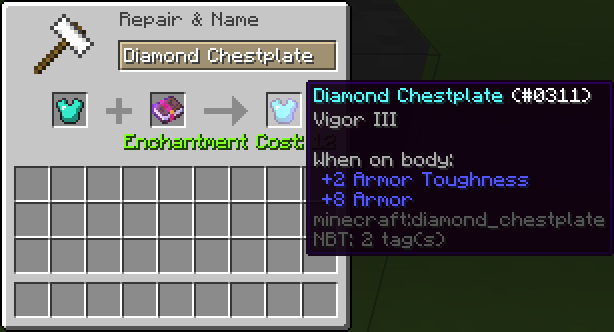 Repair & Name
Diamond Chestplate
Enchantment Cost:
Diamond Chestplate (#0311)
Vigor III
When on body:
+2 Armor Toughness
+8 Armor
minecraft:diamond_chestplate
NBT: 2 tag(s)